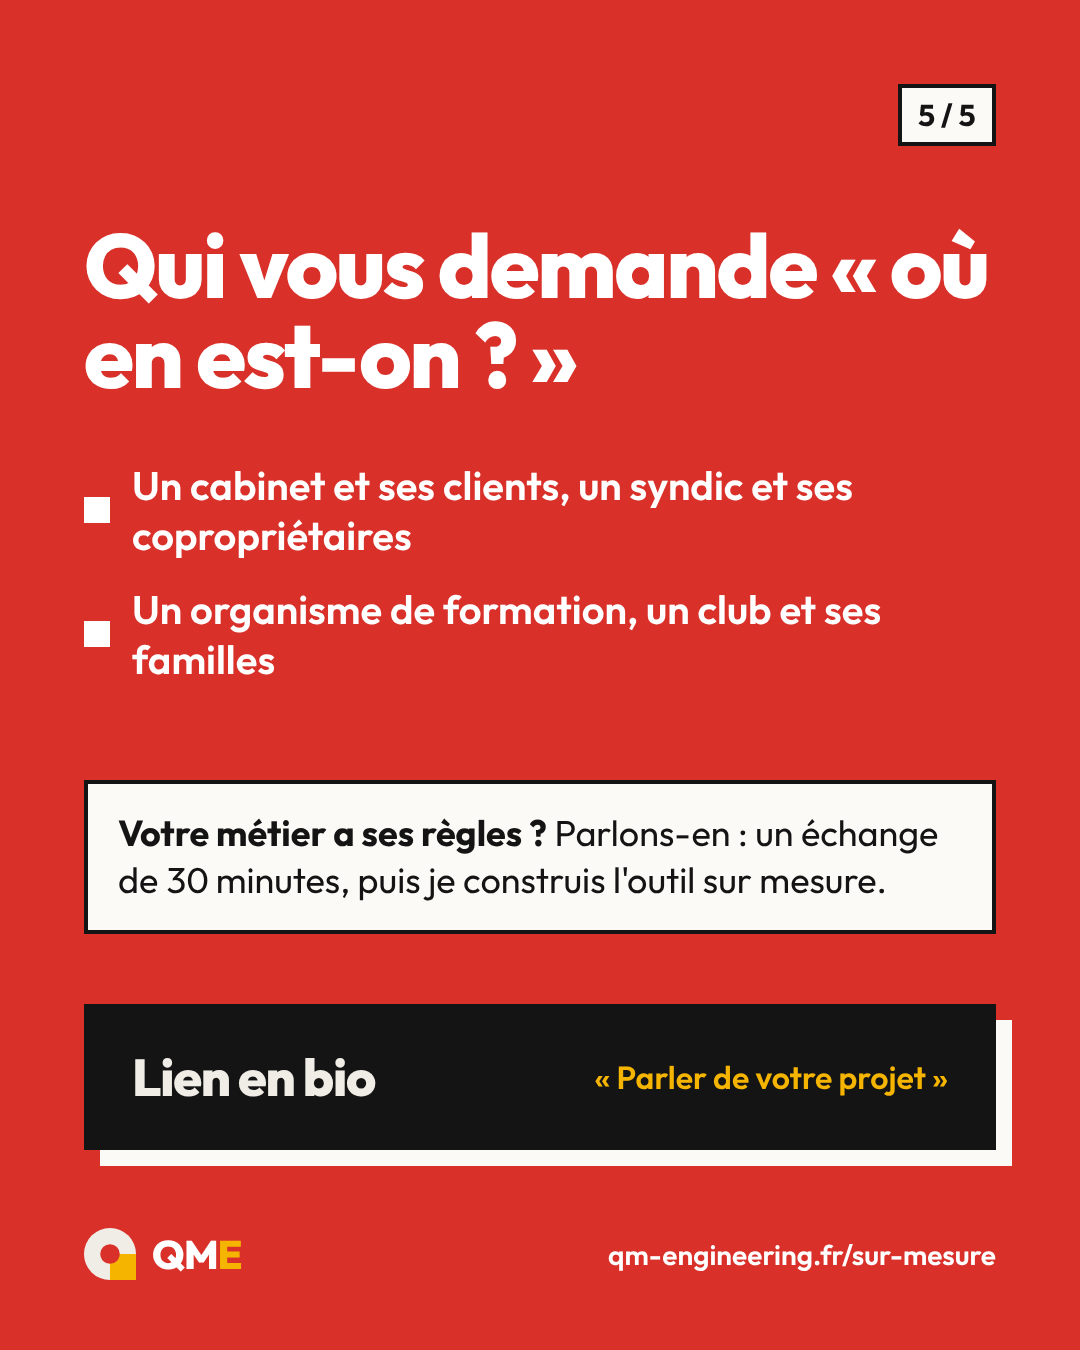 5 / 5
Qui vous demande « où
en est-on ? »
Un cabinet et ses clients, un syndic et ses
copropriétaires
Un organisme de formation, un club et ses
familles
Votre métier a ses règles ? Parlons-en : un échange
de 30 minutes, puis je construis l'outil sur mesure.
Lien en bio
« Parler de votre projet »
QME
qm-engineering.fr/sur-mesure